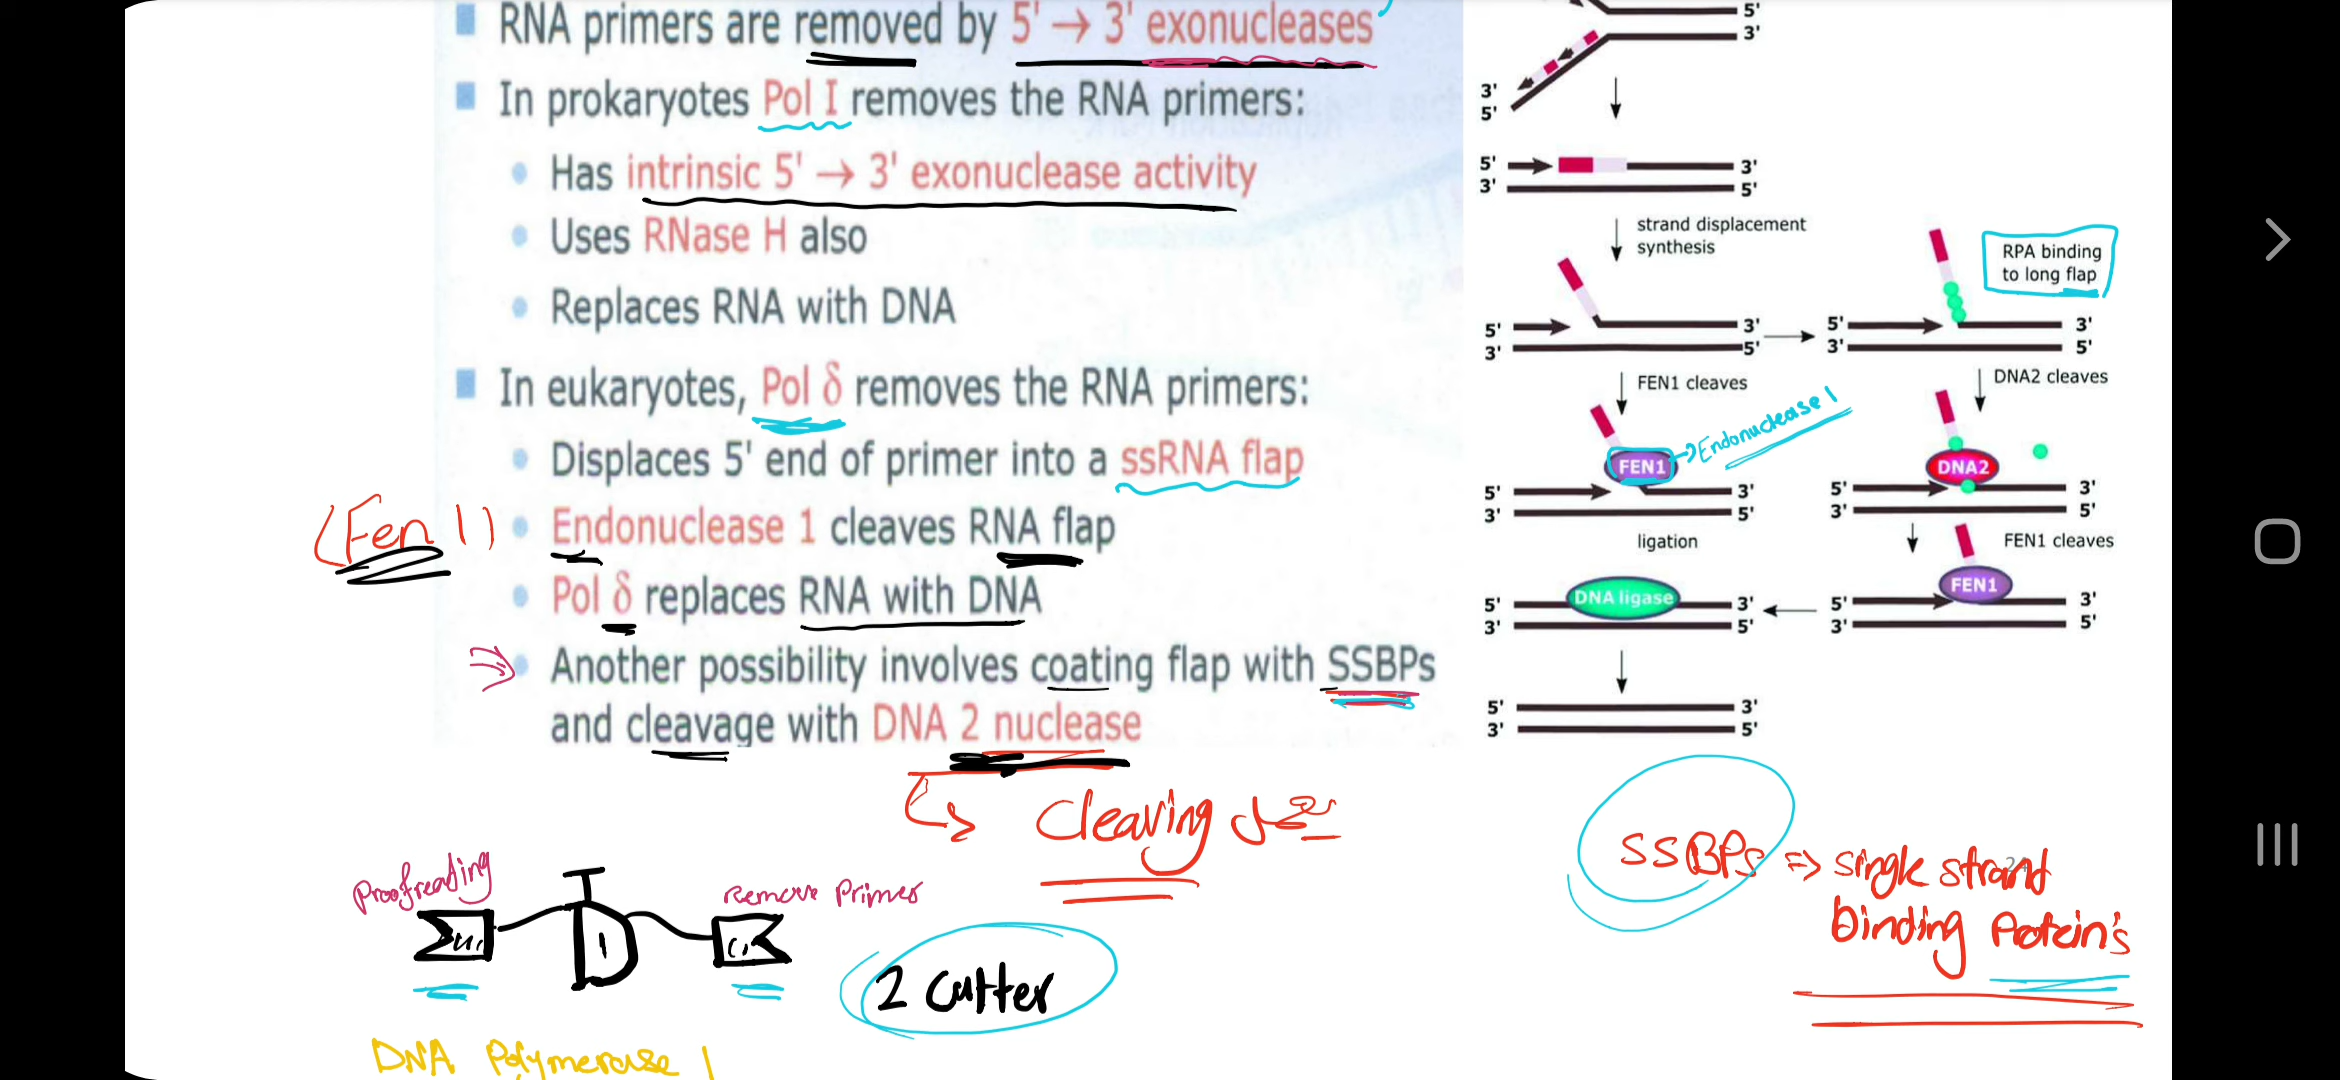 RNA primers are removed by 5' → 3' exonucleases
In prokaryotes Pol I removes the RNA primers:
Has intrinsic 5' → 3' exonuclease activity
Uses RNase H also
Replaces RNA with DNA
In eukaryotes, Pol δ removes the RNA primers:
Displaces 5' end of primer into a ssRNA flap
(Fen 1)
Endonuclease 1 cleaves RNA flap
Pol δ replaces RNA with DNA
Another possibility involves coating flap with SSBPs
and cleavage with DNA 2 nuclease
Cleaving
Proofreading
Remove Primer
1
2 Cutter
DNA Polymerase 1
5'
3'
3'
5'
5' 3'
3' 5'
strand displacement
synthesis
RPA binding
to long flap
5' 3'
3' 5'
5' 3'
3' 5'
FEN1 cleaves
DNA2 cleaves
FEN1
Endonuclease 1
DNA2
5' 3'
3' 5'
5' 3'
3' 5'
ligation
FEN1 cleaves
DNA ligase
FEN1
5' 3'
3' 5'
5' 3'
3' 5'
5' 3'
3' 5'
SSBPs => single strand
binding Protein's